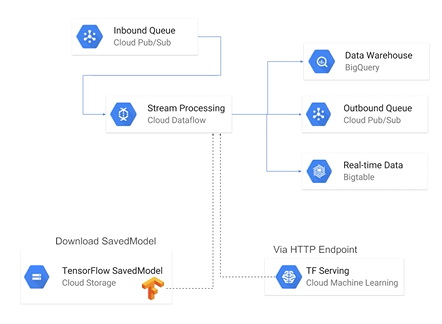 Inbound Queue
Cloud Pub/Sub
Data Warehouse
BigQuery
Stream Processing
Cloud Dataflow
Outbound Queue
Cloud Pub/Sub
Real-time Data
Bigtable
Download SavedModel
Via HTTP Endpoint
TensorFlow SavedModel
Cloud Storage
TF Serving
Cloud Machine Learning